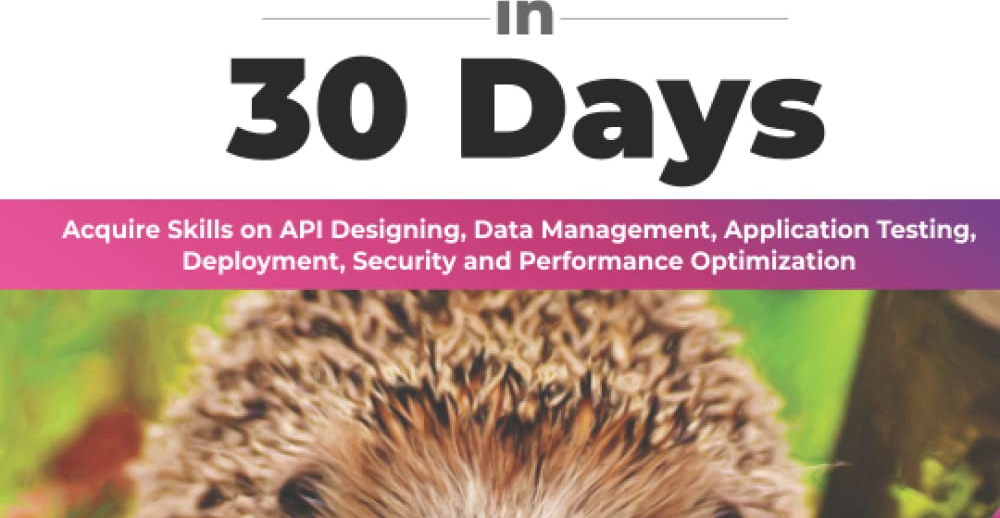 in
30 Days
Acquire Skills on API Designing, Data Management, Application Testing,
Deployment, Security and Performance Optimization